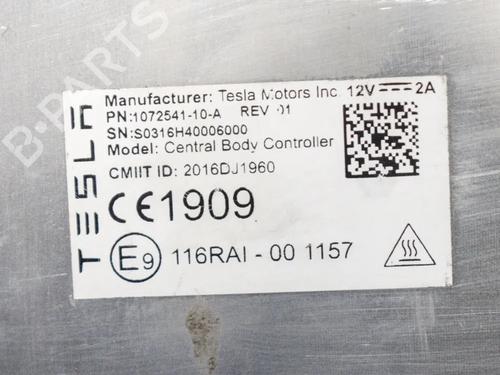 B-PARTS
TESLA
Manufacturer: Tesla Motors Inc. 12V 2A
PN:1072541-10-A REV 01
SN:S0316H40006000
Model: Central Body Controller
CMIIT ID: 2016DJ1960
CE1909
E9 116RAI - 00 1157